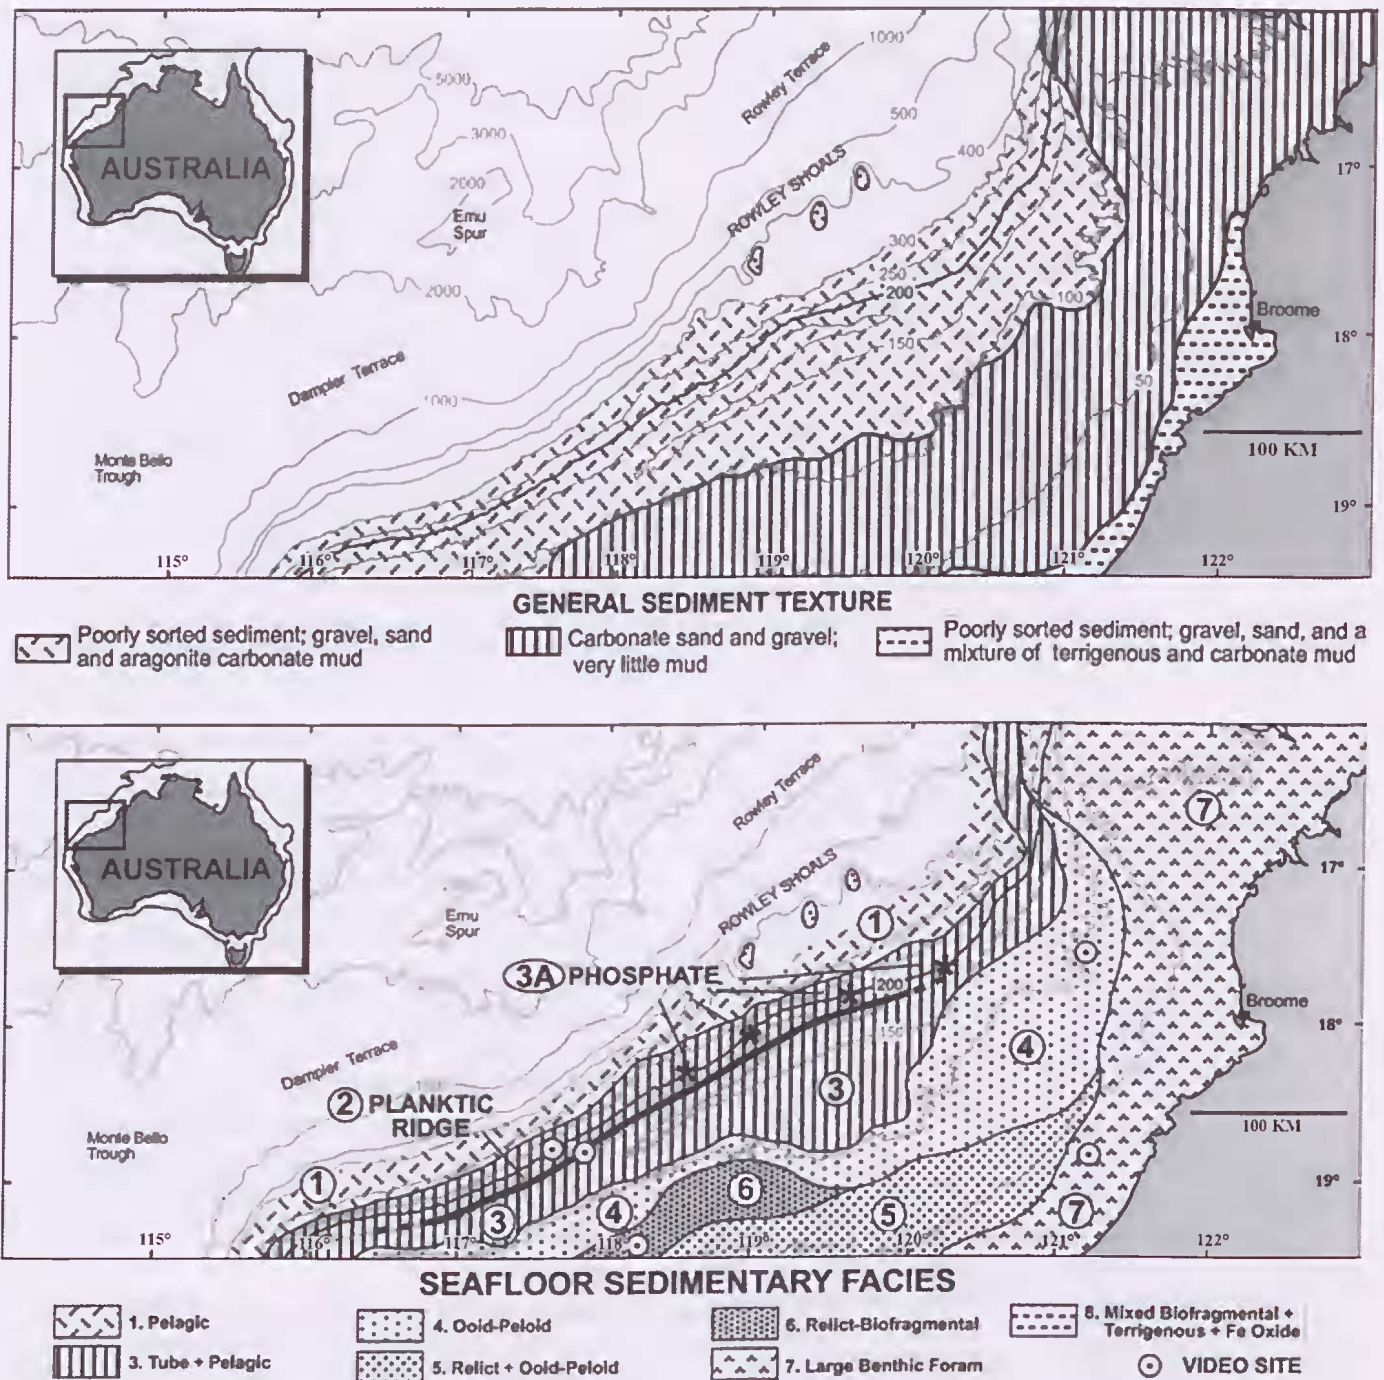 5000
3000
2000
Emu
Spur
2000
1000
Rowley Terrace
1000
500
400
ROWLEY SHOALS
300
250
200
150
100
50
AUSTRALIA
Dampier Terrace
Monte Bello
Trough
Broome
100 KM
17°
18°
19°
115°
116°
117°
118°
119°
120°
121°
122°
GENERAL SEDIMENT TEXTURE
Poorly sorted sediment; gravel, sand
and aragonite carbonate mud
Carbonate sand and gravel;
very little mud
Poorly sorted sediment; gravel, sand, and a
mixture of terrigenous and carbonate mud
AUSTRALIA
Rowley Terrace
ROWLEY SHOALS
Emu
Spur
1
3A PHOSPHATE
200
150
7
17°
Broome
18°
4
3
Dampier Terrace
2 PLANKTIC
RIDGE
Monte Bello
Trough
100 KM
1
3
4
6
5
7
19°
115°
116°
117°
118°
119°
120°
121°
122°
SEAFLOOR SEDIMENTARY FACIES
1. Pelagic
3. Tube + Pelagic
4. Ooid-Peloid
5. Relict + Ooid-Peloid
6. Relict-Biofragmental
7. Large Benthic Foram
8. Mixed Biofragmental +
Terrigenous + Fe Oxide
VIDEO SITE